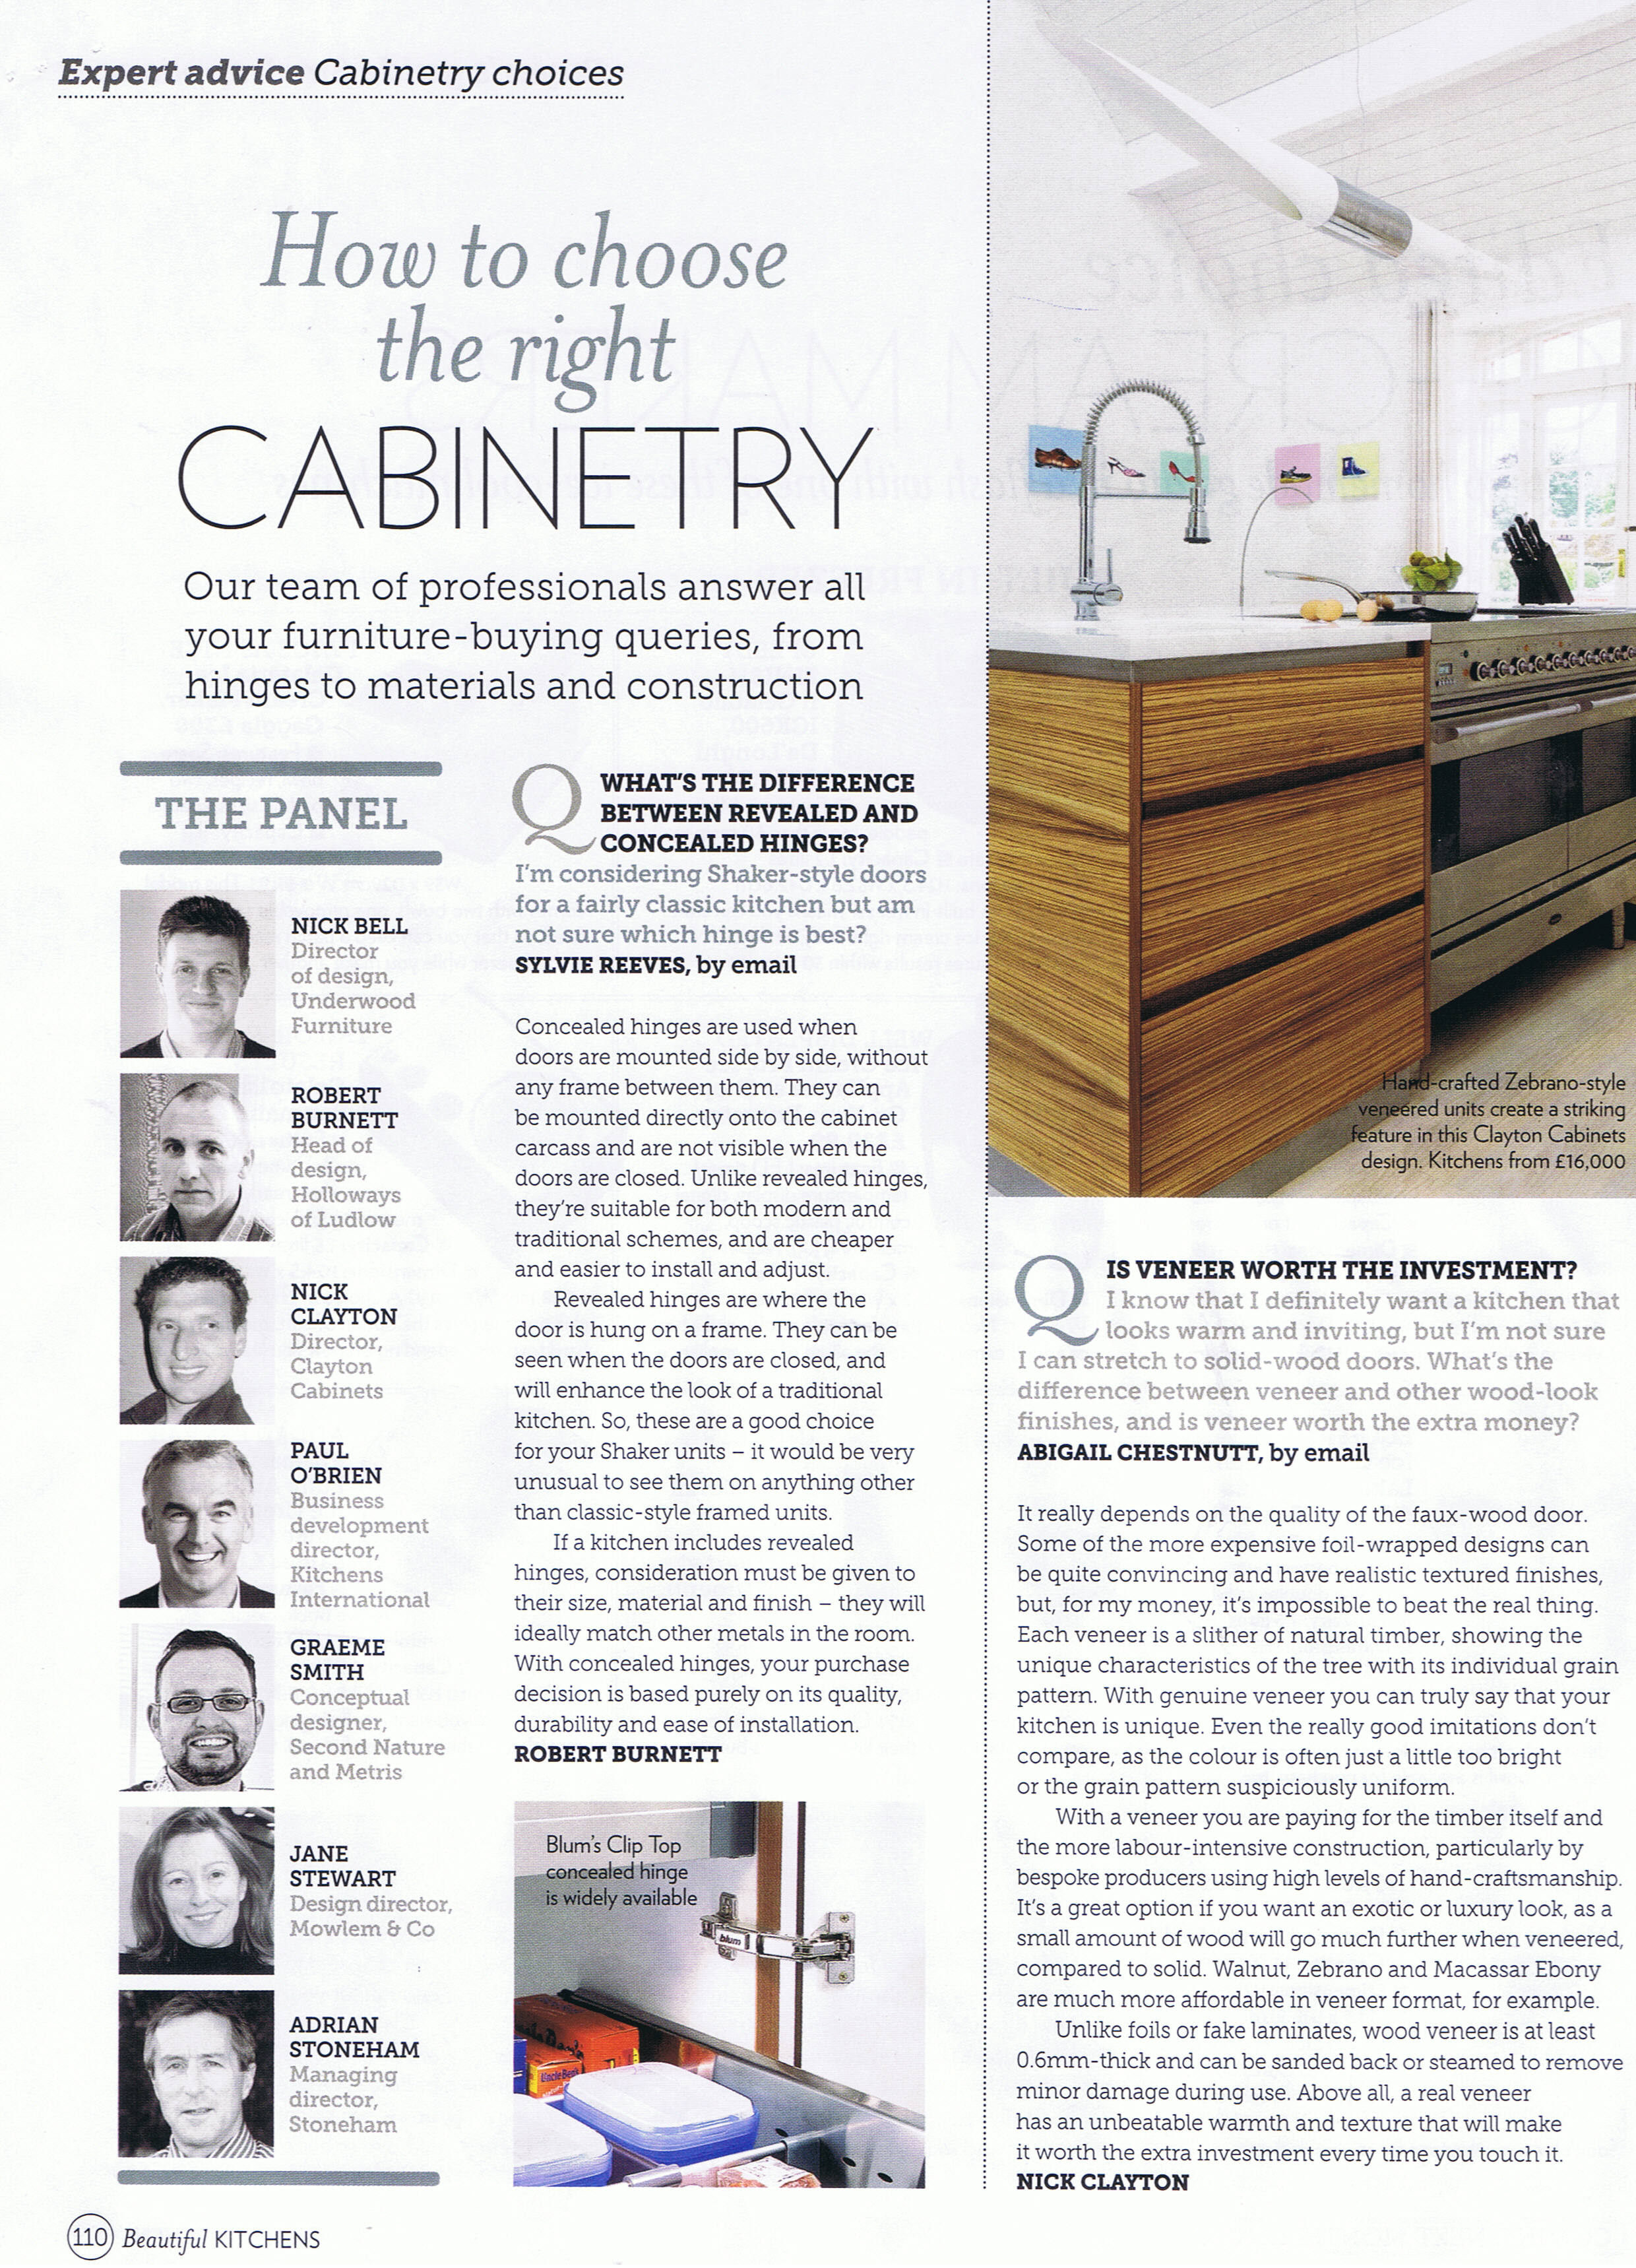 Expert advice Cabinetry choices
How to choose
the right
CABINETRY
Our team of professionals answer all
your furniture-buying queries, from
hinges to materials and construction
THE PANEL
NICK BELL
Director
of design,
Underwood
Furniture
ROBERT
BURNETT
Head of
design,
Holloways
of Ludlow
NICK
CLAYTON
Director,
Clayton
Cabinets
PAUL
O'BRIEN
Business
development
director,
Kitchens
International
GRAEME
SMITH
Conceptual
designer,
Second Nature
and Metris
JANE
STEWART
Design director,
Mowlem & Co
ADRIAN
STONEHAM
Managing
director,
Stoneham
Q WHAT'S THE DIFFERENCE
BETWEEN REVEALED AND
CONCEALED HINGES?
I'm considering Shaker-style doors
for a fairly classic kitchen but am
not sure which hinge is best?
SYLVIE REEVES, by email
Concealed hinges are used when
doors are mounted side by side, without
any frame between them. They can
be mounted directly onto the cabinet
carcass and are not visible when the
doors are closed. Unlike revealed hinges,
they're suitable for both modern and
traditional schemes, and are cheaper
and easier to install and adjust.
Revealed hinges are where the
door is hung on a frame. They can be
seen when the doors are closed, and
will enhance the look of a traditional
kitchen. So, these are a good choice
for your Shaker units – it would be very
unusual to see them on anything other
than classic-style framed units.
If a kitchen includes revealed
hinges, consideration must be given to
their size, material and finish – they will
ideally match other metals in the room.
With concealed hinges, your purchase
decision is based purely on its quality,
durability and ease of installation.
ROBERT BURNETT
Blum's Clip Top
concealed hinge
is widely available
blum
Uncle Ben's
Hand-crafted Zebrano-style
veneered units create a striking
feature in this Clayton Cabinets
design. Kitchens from £16,000
Q IS VENEER WORTH THE INVESTMENT?
I know that I definitely want a kitchen that
looks warm and inviting, but I'm not sure
I can stretch to solid-wood doors. What's the
difference between veneer and other wood-look
finishes, and is veneer worth the extra money?
ABIGAIL CHESTNUTT, by email
It really depends on the quality of the faux-wood door.
Some of the more expensive foil-wrapped designs can
be quite convincing and have realistic textured finishes,
but, for my money, it's impossible to beat the real thing.
Each veneer is a slither of natural timber, showing the
unique characteristics of the tree with its individual grain
pattern. With genuine veneer you can truly say that your
kitchen is unique. Even the really good imitations don't
compare, as the colour is often just a little too bright
or the grain pattern suspiciously uniform.
With a veneer you are paying for the timber itself and
the more labour-intensive construction, particularly by
bespoke producers using high levels of hand-craftsmanship.
It's a great option if you want an exotic or luxury look, as a
small amount of wood will go much further when veneered,
compared to solid. Walnut, Zebrano and Macassar Ebony
are much more affordable in veneer format, for example.
Unlike foils or fake laminates, wood veneer is at least
0.6mm-thick and can be sanded back or steamed to remove
minor damage during use. Above all, a real veneer
has an unbeatable warmth and texture that will make
it worth the extra investment every time you touch it.
NICK CLAYTON
110 Beautiful KITCHENS